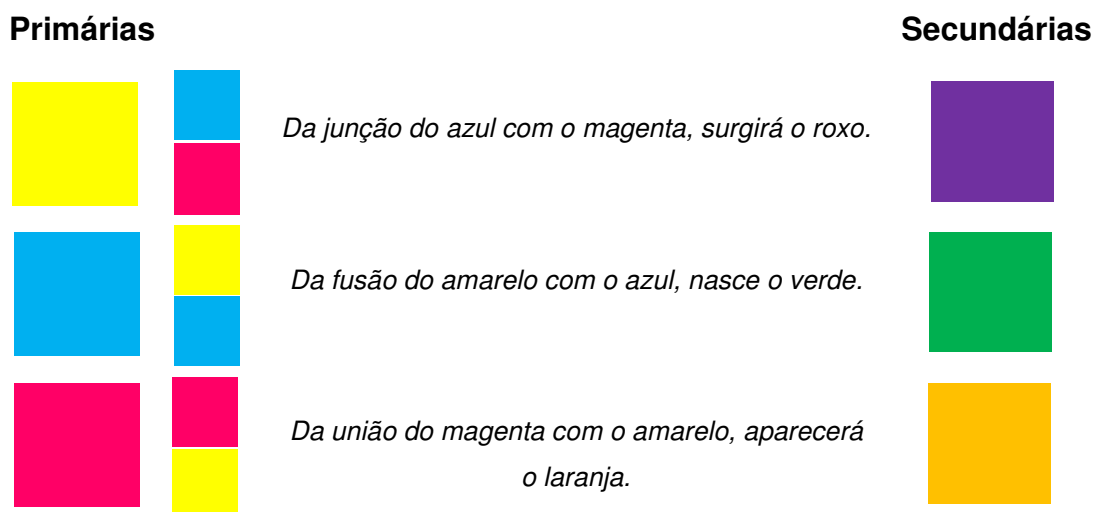 Primárias
Secundárias
Da junção do azul com o magenta, surgirá o roxo.
Da fusão do amarelo com o azul, nasce o verde.
Da união do magenta com o amarelo, aparecerá
o laranja.